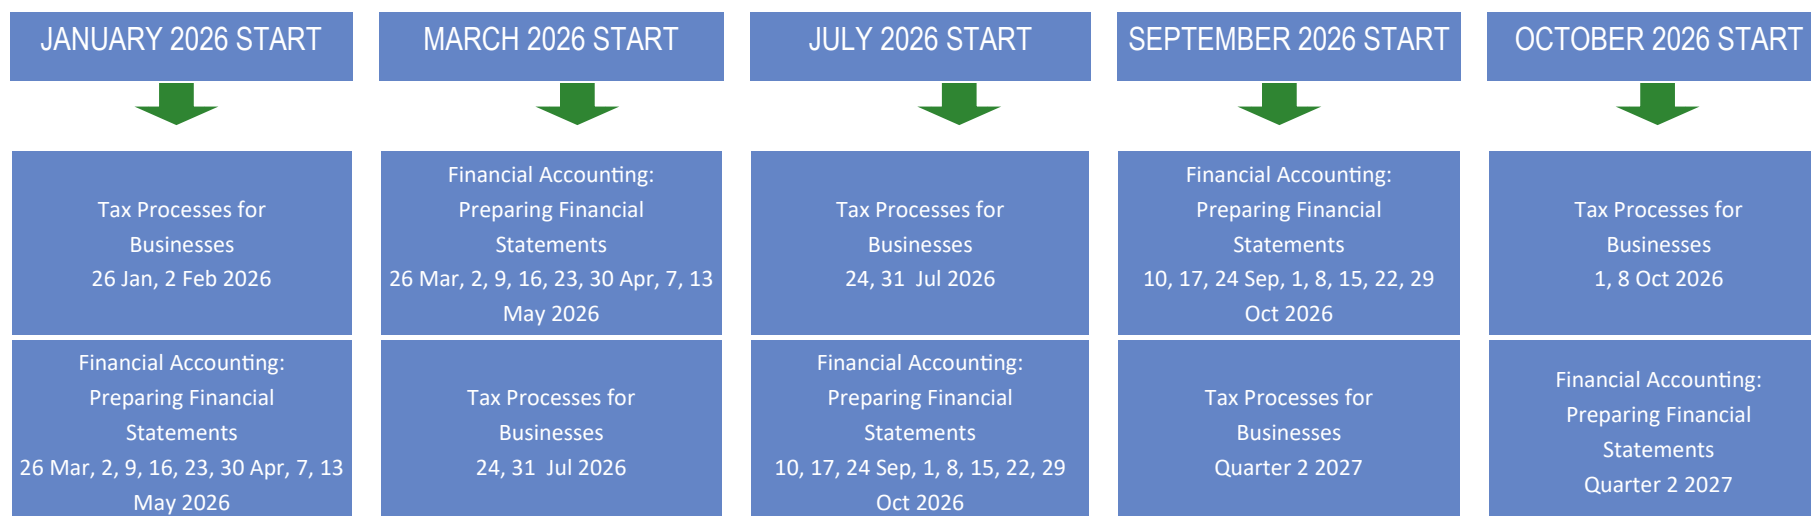 JANUARY 2026 START
MARCH 2026 START
JULY 2026 START
SEPTEMBER 2026 START
OCTOBER 2026 START
Tax Processes for
Businesses
26 Jan, 2 Feb 2026
Financial Accounting:
Preparing Financial
Statements
26 Mar, 2, 9, 16, 23, 30 Apr, 7, 13
May 2026
Tax Processes for
Businesses
24, 31  Jul 2026
Financial Accounting:
Preparing Financial
Statements
10, 17, 24 Sep, 1, 8, 15, 22, 29
Oct 2026
Tax Processes for
Businesses
1, 8 Oct 2026
Financial Accounting:
Preparing Financial
Statements
26 Mar, 2, 9, 16, 23, 30 Apr, 7, 13
May 2026
Tax Processes for
Businesses
24, 31  Jul 2026
Financial Accounting:
Preparing Financial
Statements
10, 17, 24 Sep, 1, 8, 15, 22, 29
Oct 2026
Tax Processes for
Businesses
Quarter 2 2027
Financial Accounting:
Preparing Financial
Statements
Quarter 2 2027